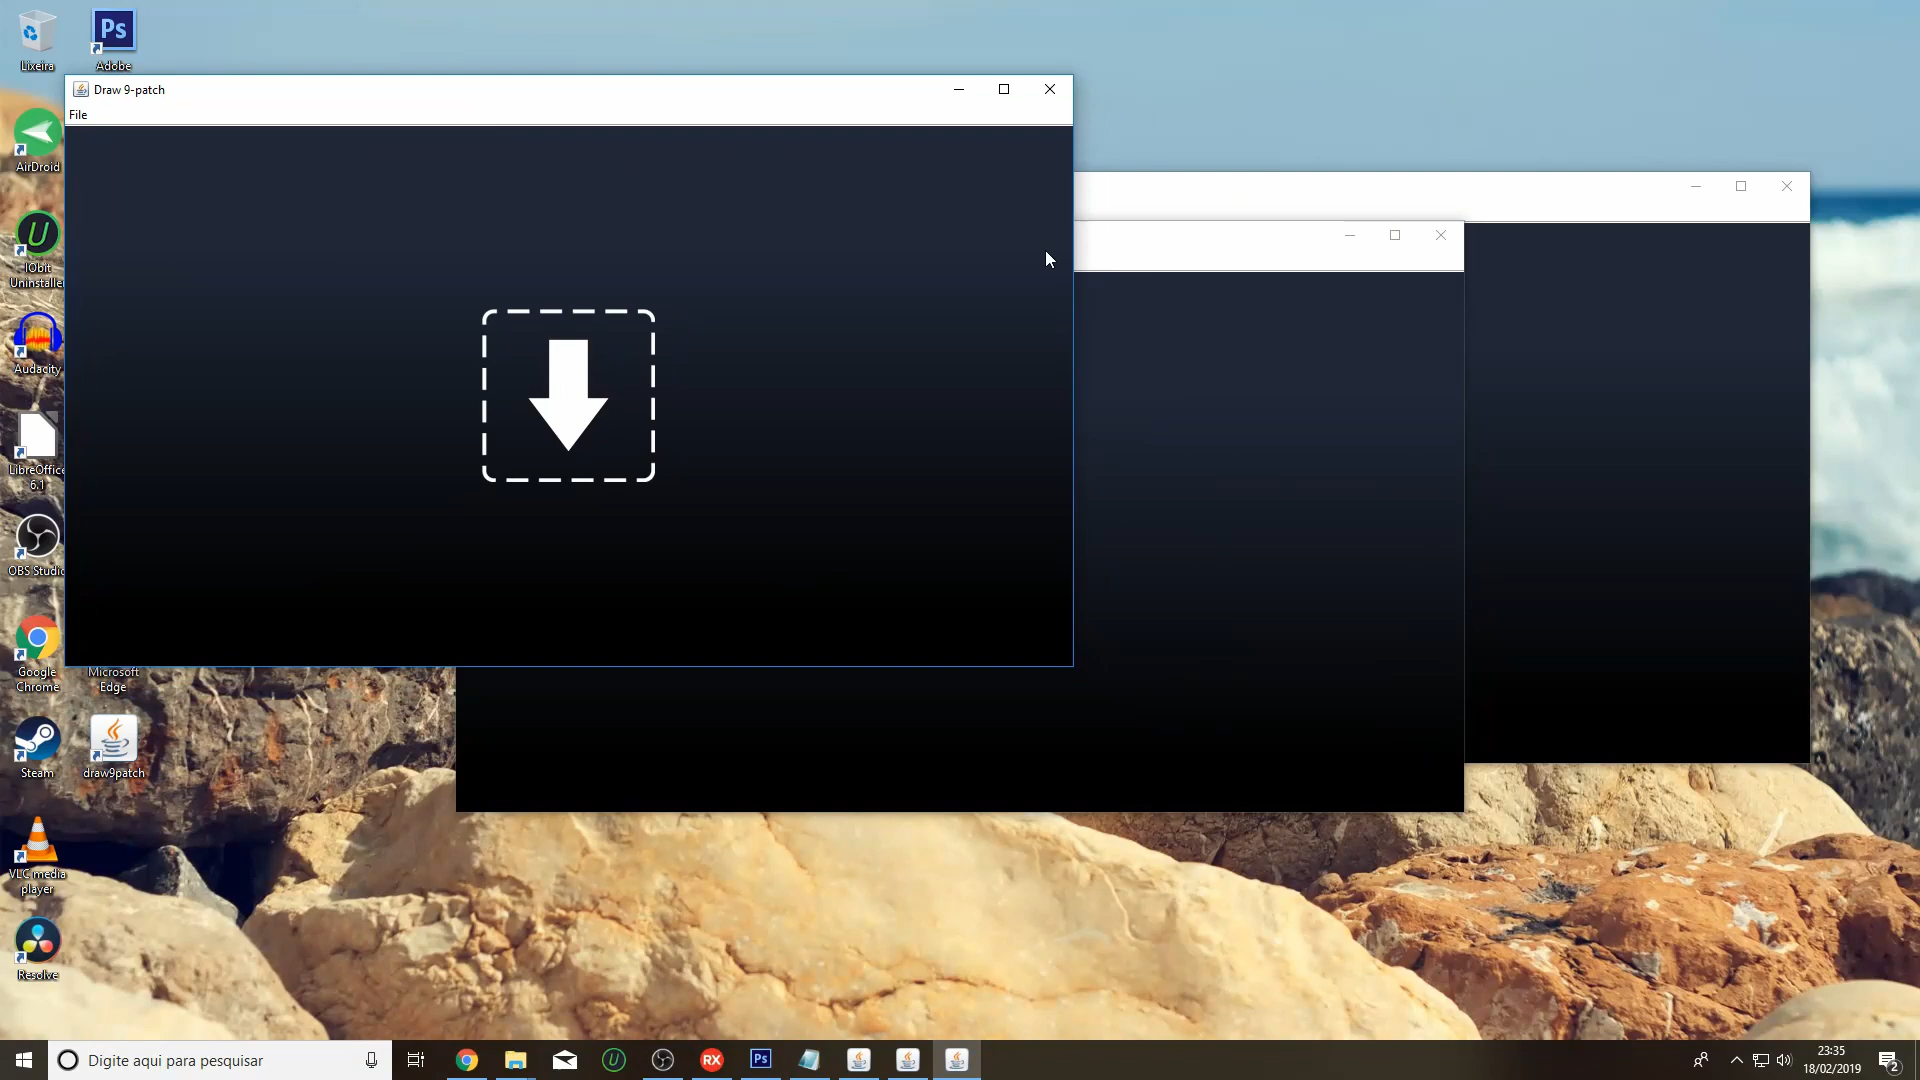 Lixeira
Ps
Adobe
Draw 9-patch
File
AirDroid
IObit
Uninstaller
Audacity
LibreOffice
6.1
OBS Studio
Google
Chrome
Microsoft
Edge
Steam
draw9patch
VLC media
player
Resolve
Digite aqui para pesquisar
RX
Ps
23:35
18/02/2019
2